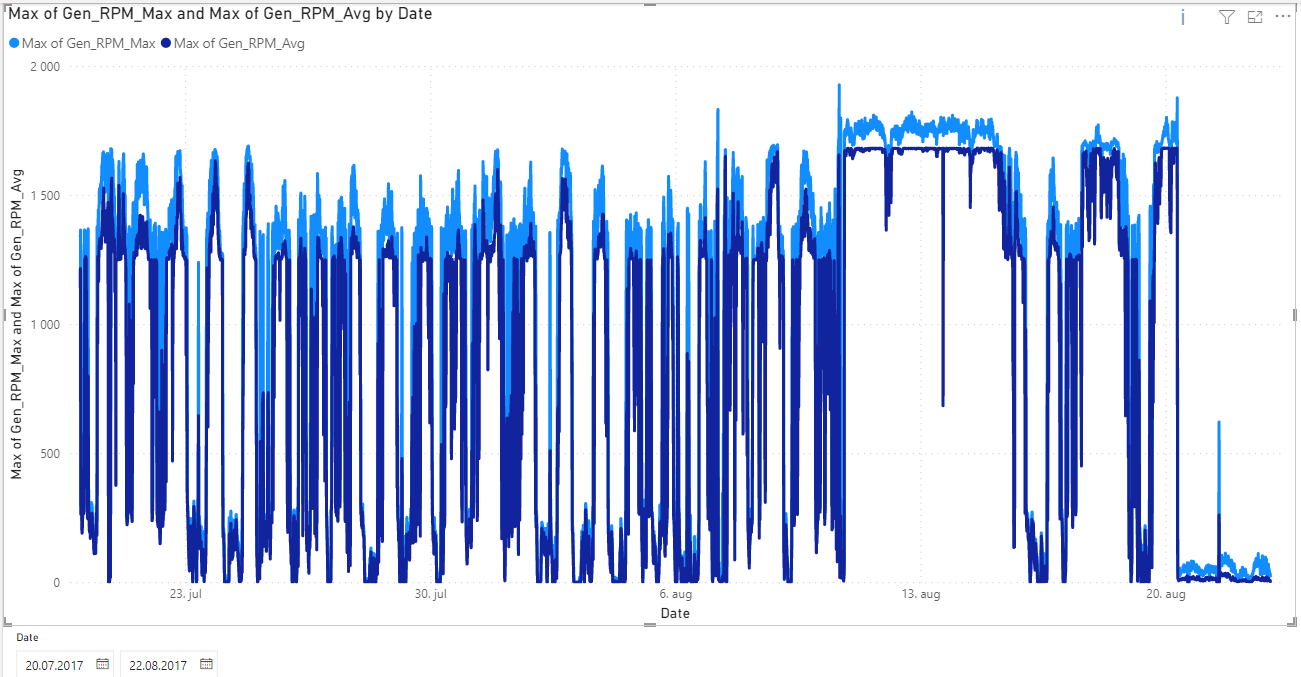 Max of Gen_RPM_Max and Max of Gen_RPM_Avg by Date
Max of Gen_RPM_Max Max of Gen_RPM_Avg
Max of Gen_RPM_Max and Max of Gen_RPM_Avg
2 000
1 500
1 000
500
0
23. jul 30. jul 6. aug 13. aug 20. aug
Date
Date
20.07.2017 22.08.2017